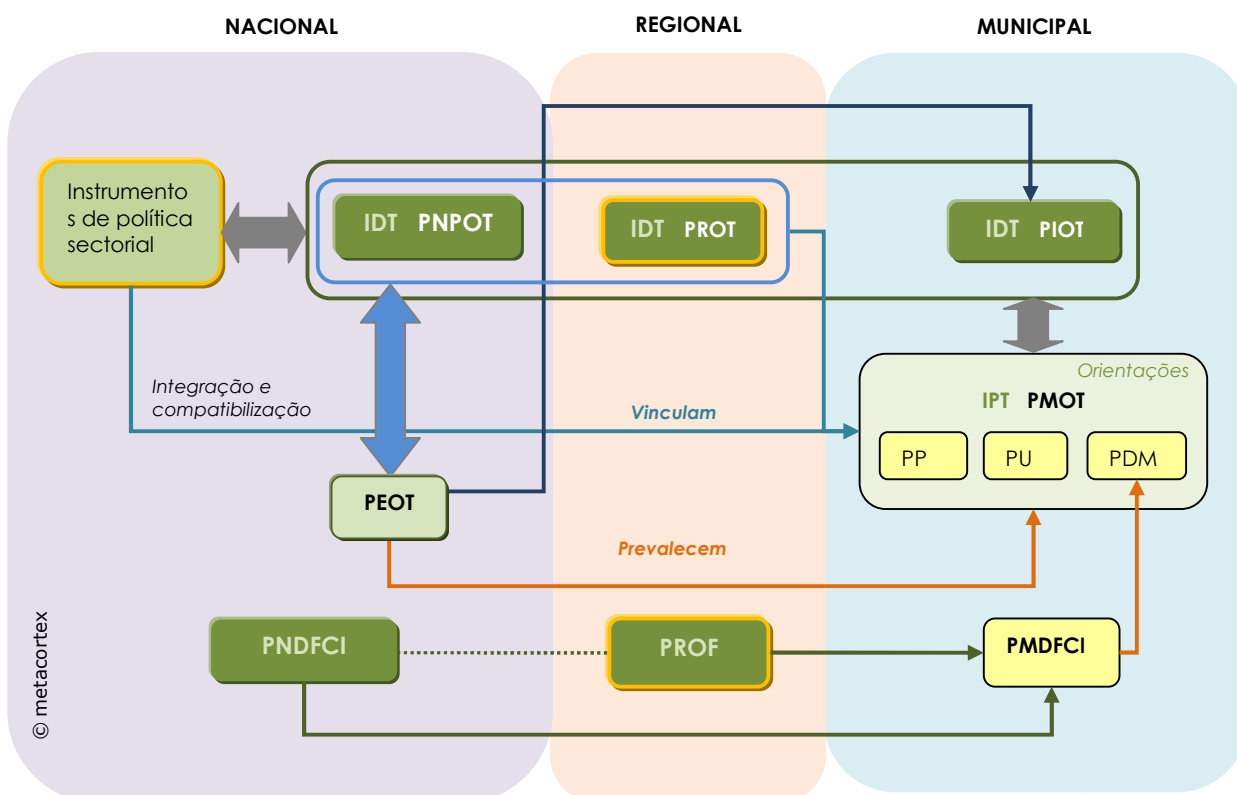 NACIONAL
REGIONAL
MUNICIPAL
Instrumento
s de política
sectorial
IDT PNPOT
IDT PROT
IDT PIOT
Integração e
compatibilização
Vinculam
Orientações
IPT PMOT
PP
PU
PDM
PEOT
Prevalecem
PNDFCI
PROF
PMDFCI
© metacortex